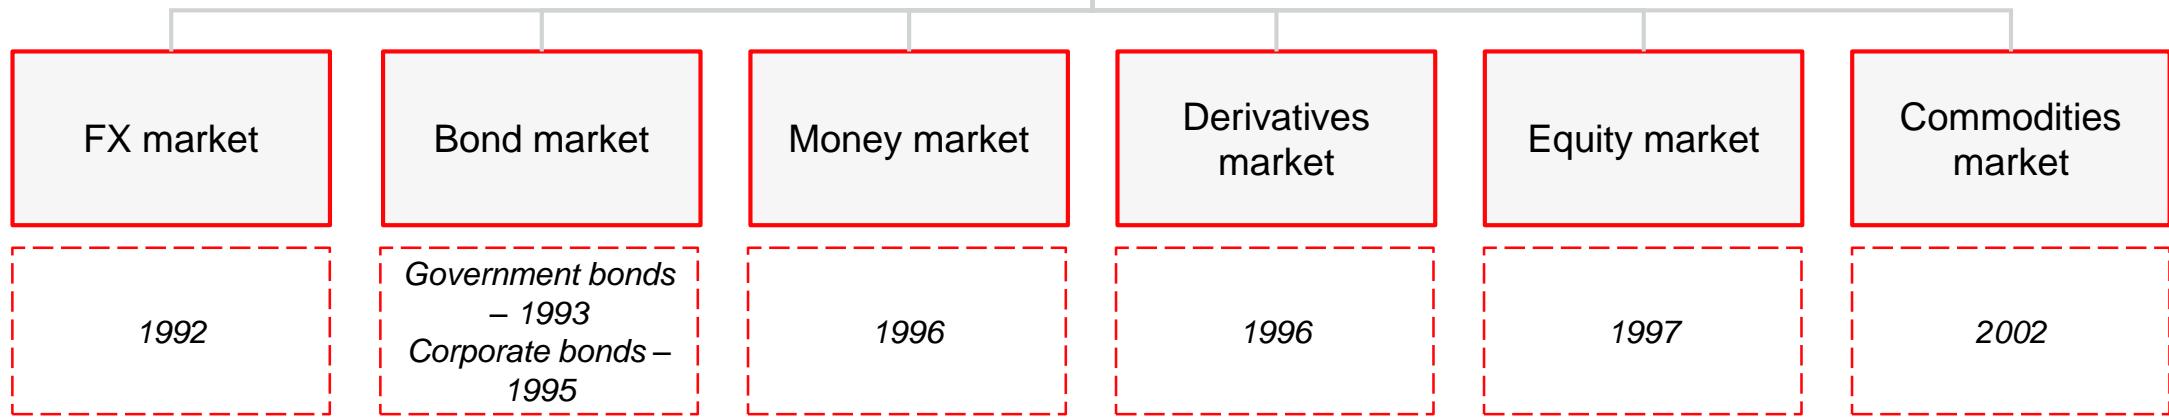 FX market
Bond market
Money market
Derivatives
market
Equity market
Commodities
market
1992
Government bonds
– 1993
Corporate bonds –
1995
1996
1996
1997
2002